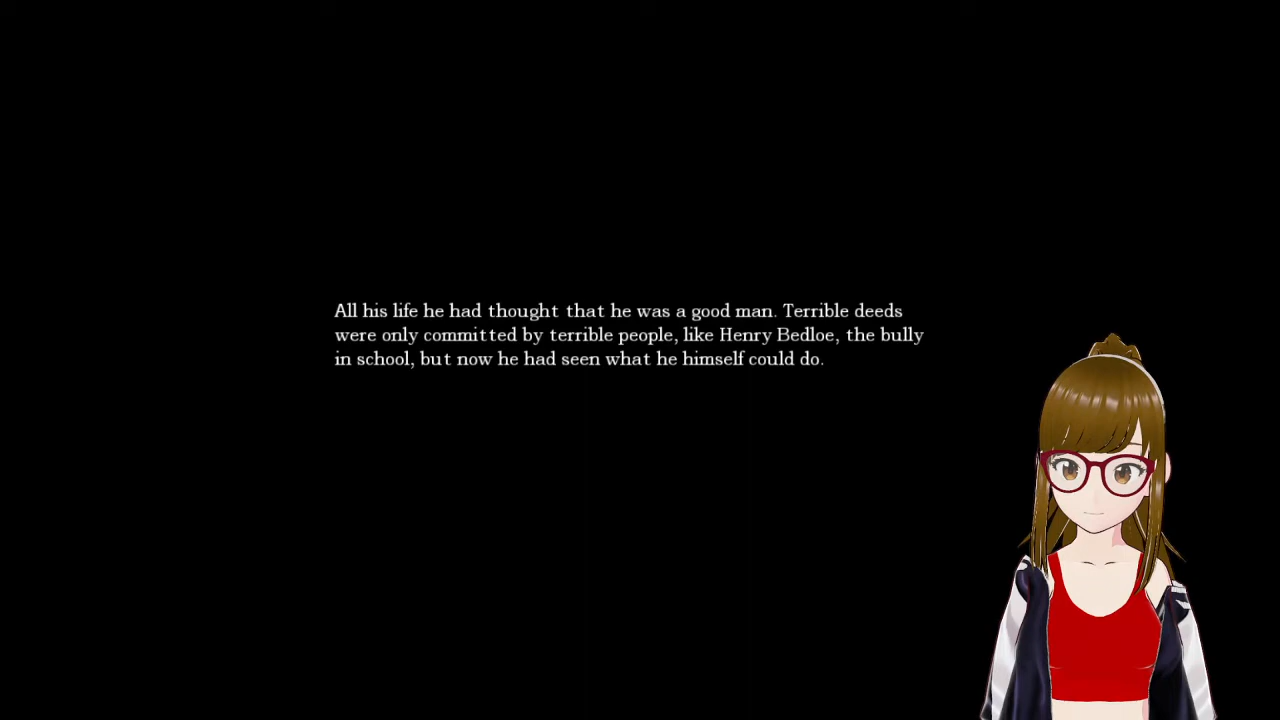 All his life he had thought that he was a good man. Terrible deeds
were only committed by terrible people, like Henry Bedloe, the bully
in school, but now he had seen what he himself could do.